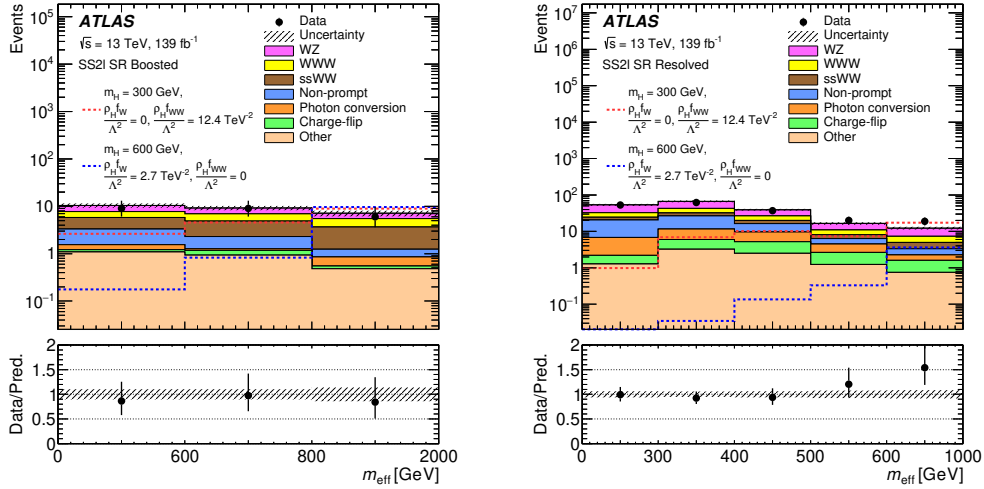 Events
10⁵
10⁴
10³
10²
10
1
10⁻¹
ATLAS
√s = 13 TeV, 139 fb⁻¹
SS2l SR Boosted
m_H = 300 GeV,
ρ_H f_W/Λ² = 0, ρ_H f_WW/Λ² = 12.4 TeV⁻²
m_H = 600 GeV,
ρ_H f_W/Λ² = 2.7 TeV⁻², ρ_H f_WW/Λ² = 0
Data
Uncertainty
WZ
WWW
ssWW
Non-prompt
Photon conversion
Charge-flip
Other
Data/Pred.
2
1.5
1
0.5
0
0 600 800 2000
m_eff [GeV]
Events
10⁷
10⁶
10⁵
10⁴
10³
10²
10
1
10⁻¹
ATLAS
√s = 13 TeV, 139 fb⁻¹
SS2l SR Resolved
m_H = 300 GeV,
ρ_H f_W/Λ² = 0, ρ_H f_WW/Λ² = 12.4 TeV⁻²
m_H = 600 GeV,
ρ_H f_W/Λ² = 2.7 TeV⁻², ρ_H f_WW/Λ² = 0
Data
Uncertainty
WZ
WWW
ssWW
Non-prompt
Photon conversion
Charge-flip
Other
Data/Pred.
2
1.5
1
0.5
0
0 300 400 500 600 1000
m_eff [GeV]